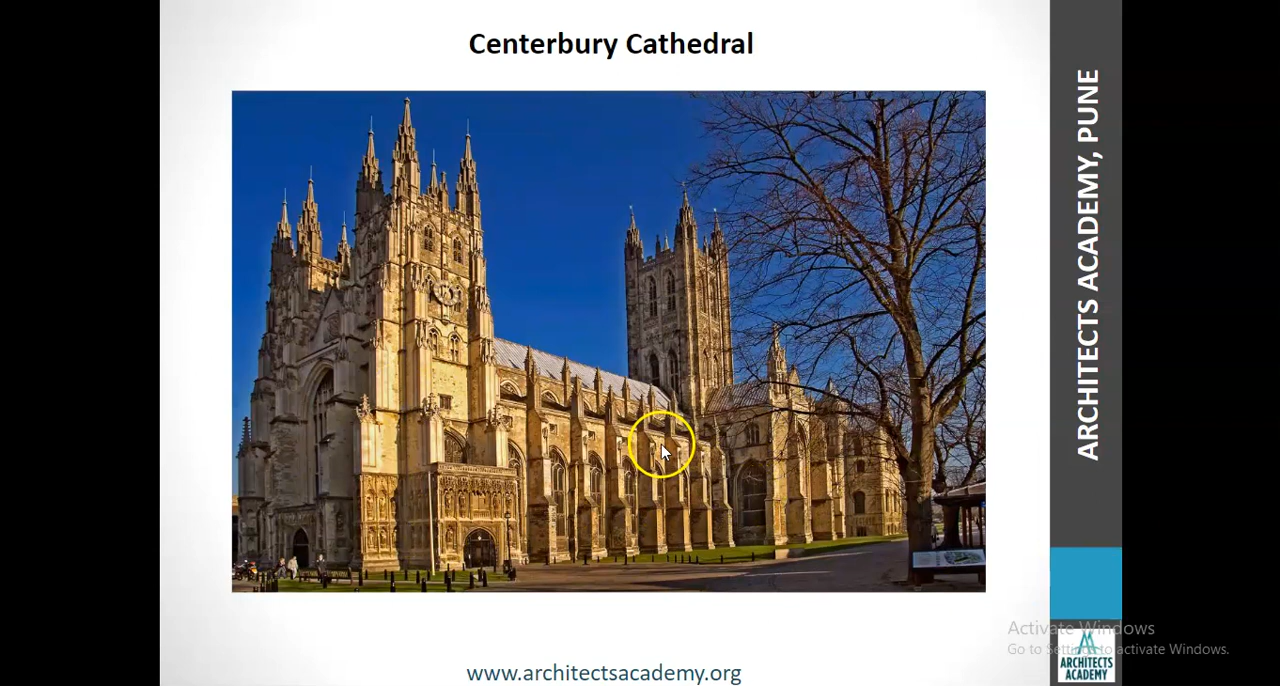 Centerbury Cathedral
ARCHITECTS ACADEMY, PUNE
Activate Windows
Go to Settings to activate Windows.
ARCHITECTS
ACADEMY
www.architectsacademy.org